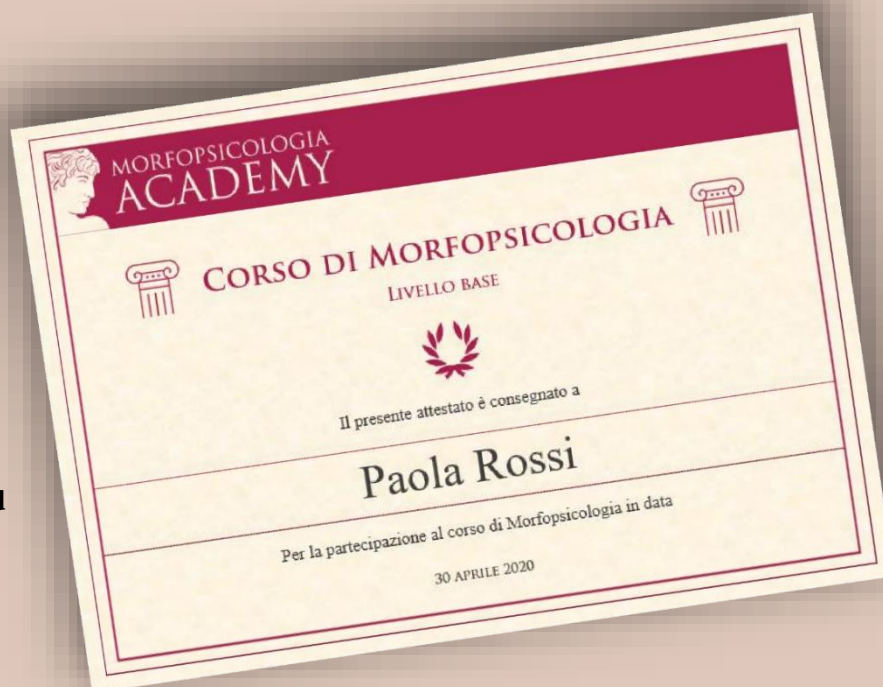 MORFOPSICOLOGIA
ACADEMY
CORSO DI MORFOPSICOLOGIA
LIVELLO BASE
Il presente attestato è consegnato a
Paola Rossi
Per la partecipazione al corso di Morfopsicologia in data
30 APRILE 2020